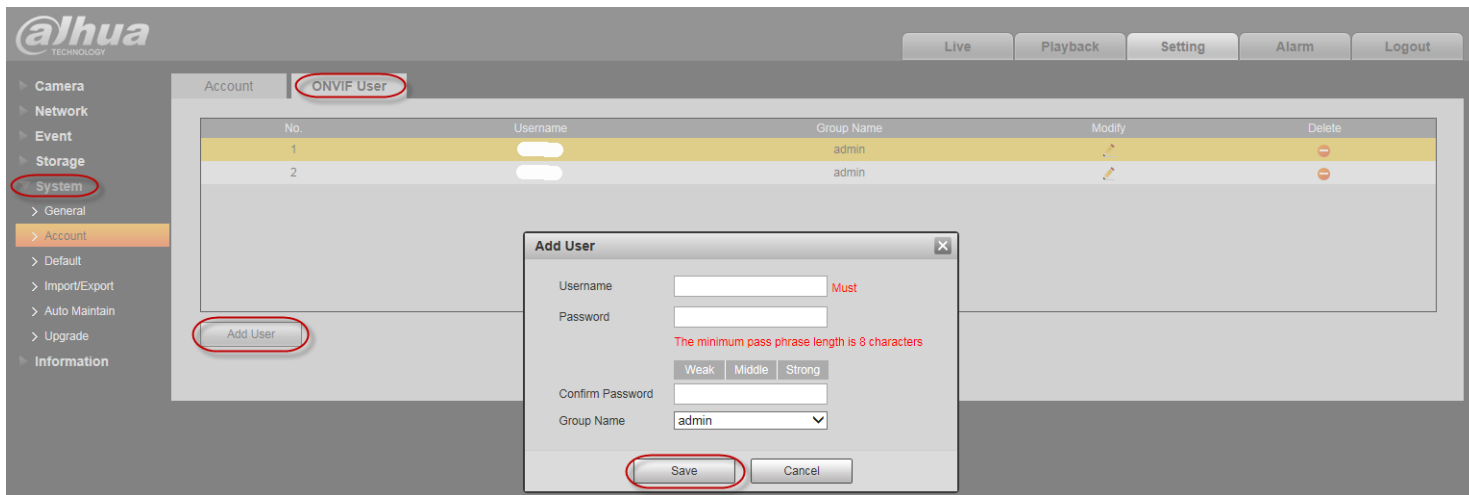 alhua
TECHNOLOGY
Live Playback Setting Alarm Logout
Camera
Network
Event
Storage
System
General
Account
Default
Import/Export
Auto Maintain
Upgrade
Information
Account ONVIF User
No. Username Group Name Modify Delete
1 admin
2 admin
Add User
Add User
Username Must
Password
The minimum pass phrase length is 8 characters
Weak Middle Strong
Confirm Password
Group Name admin
Save Cancel